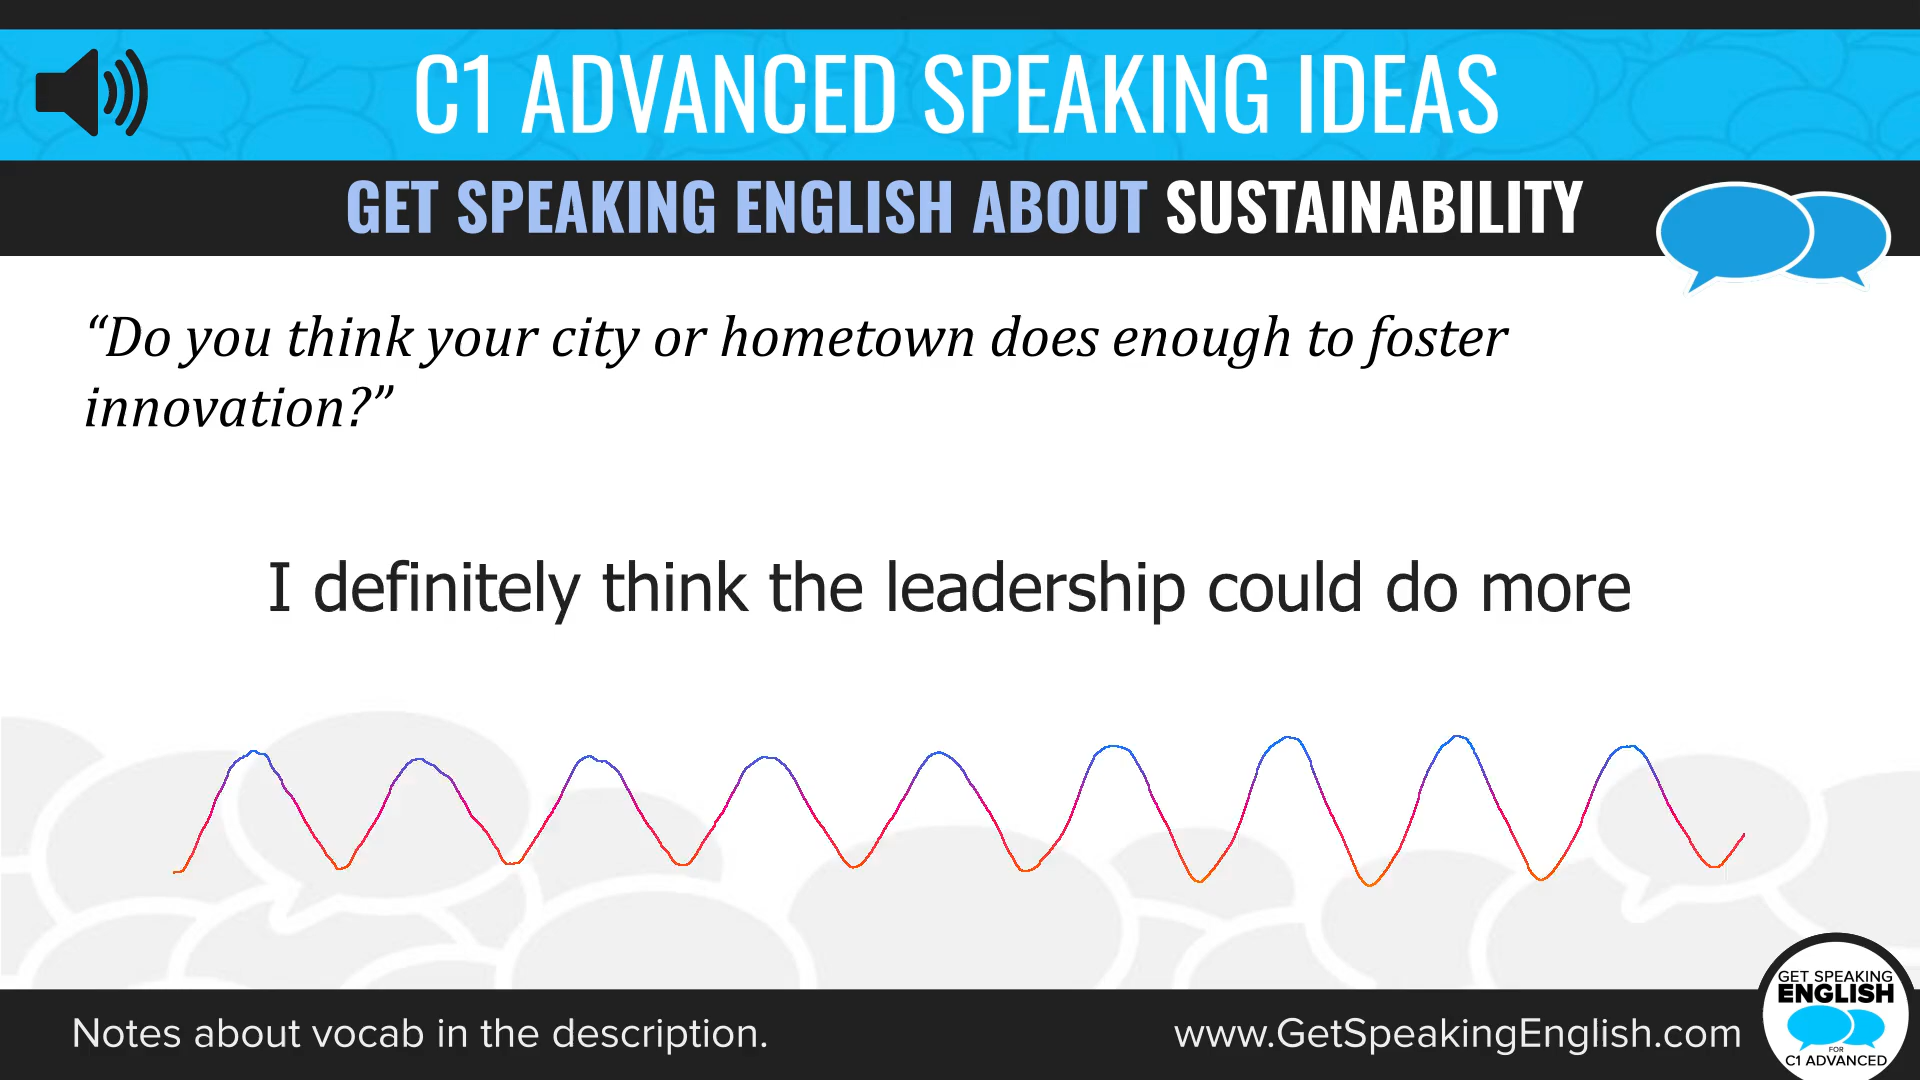 C1 ADVANCED SPEAKING IDEAS
GET SPEAKING ENGLISH ABOUT SUSTAINABILITY
“Do you think your city or hometown does enough to foster
innovation?”
I definitely think the leadership could do more
Notes about vocab in the description.
www.GetSpeakingEnglish.com
GET SPEAKING
ENGLISH
FOR
C1 ADVANCED